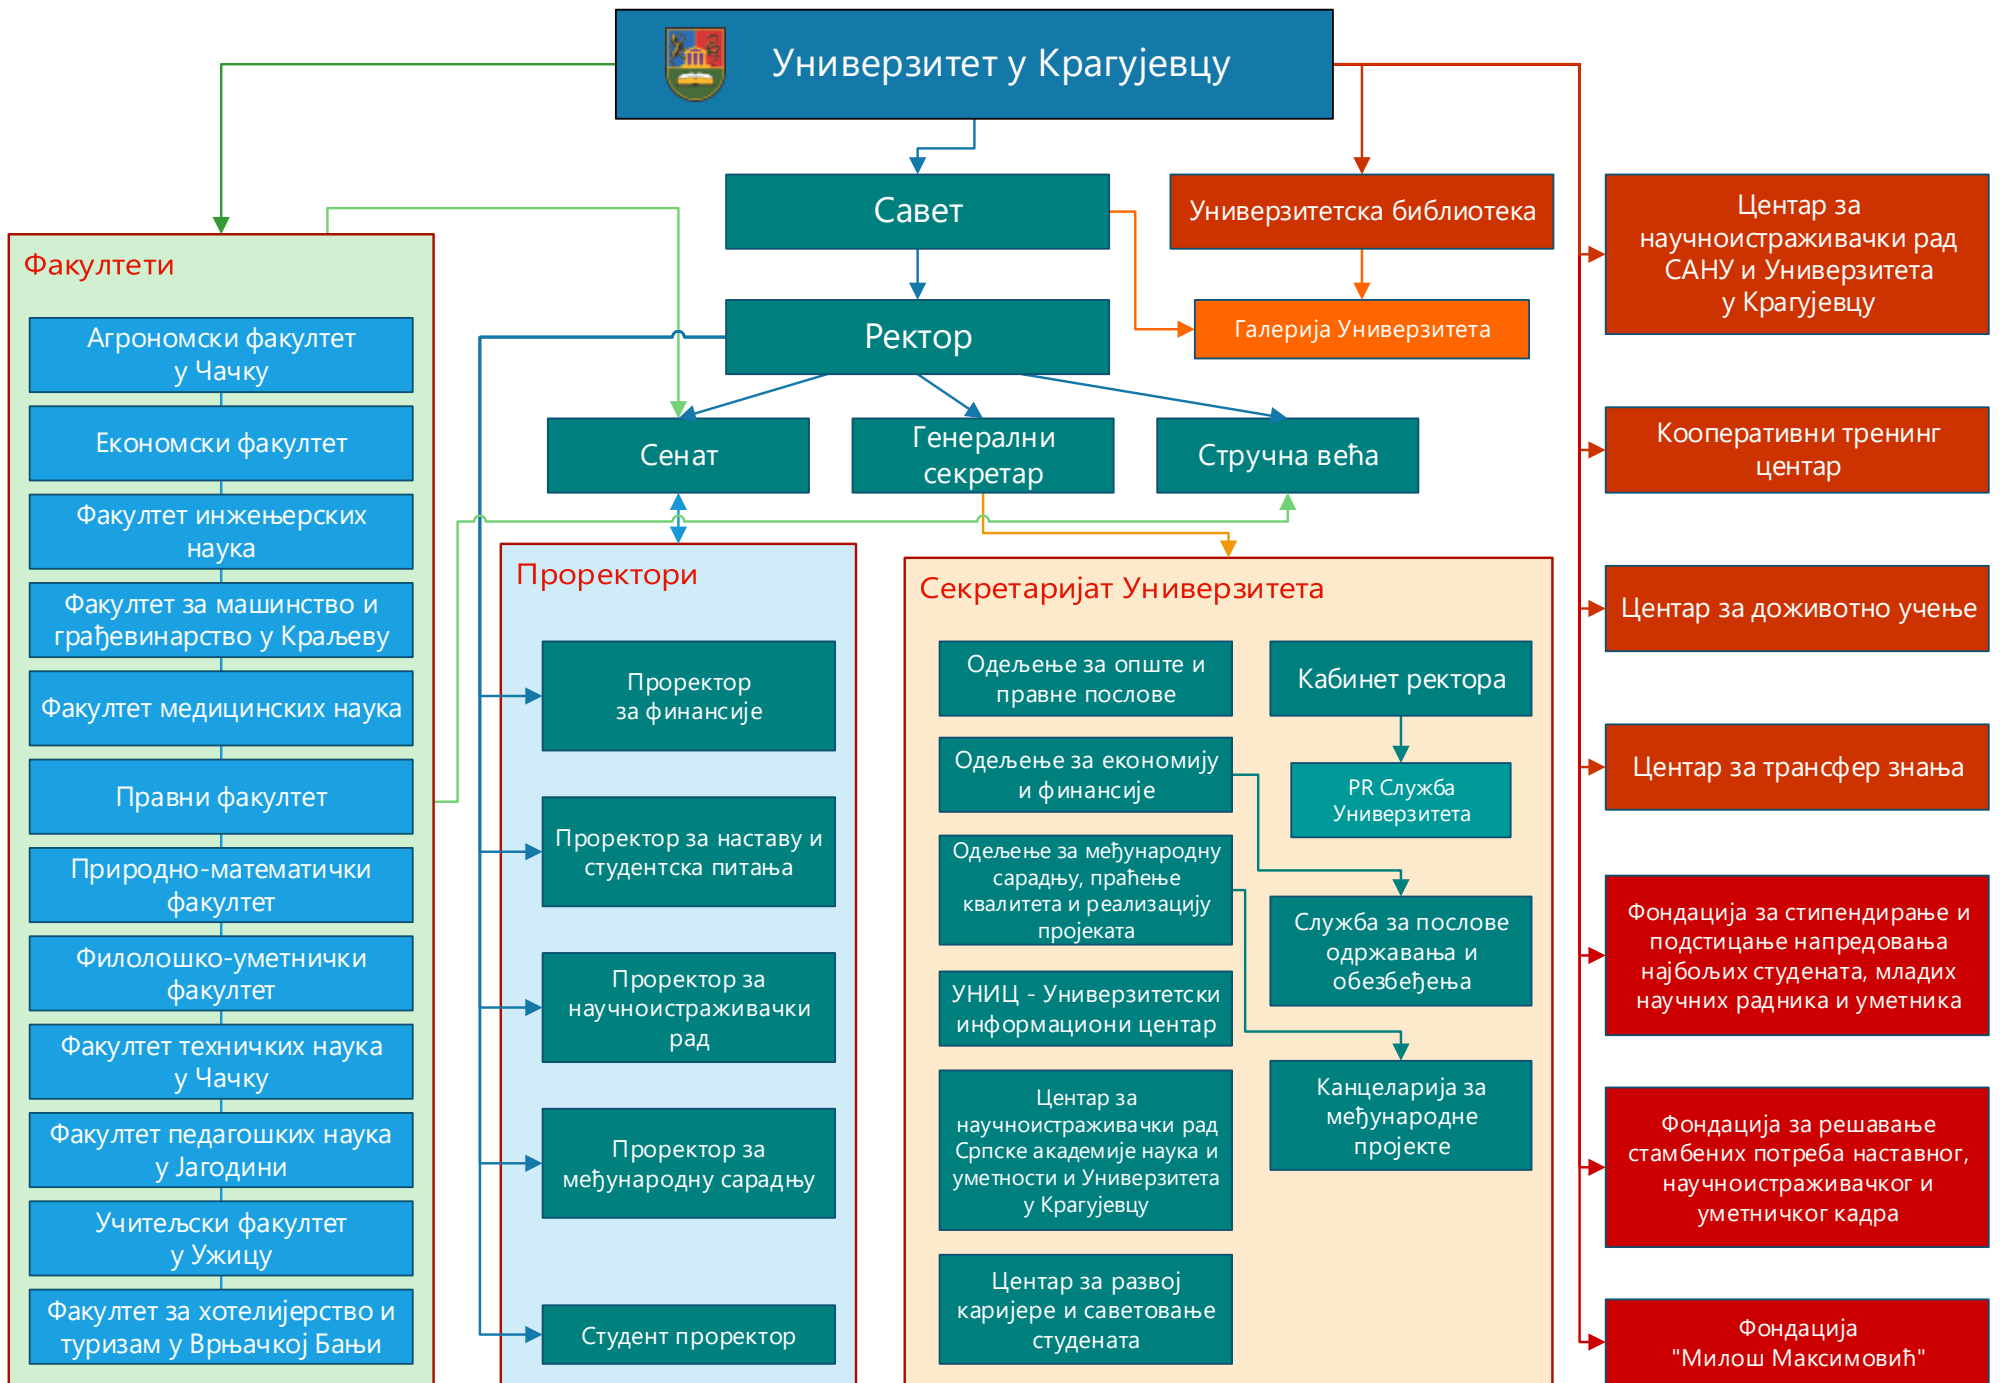 Универзитет у Крагујевцу
Савет
Универзитетска библиотека
Ректор
Галерија Универзитета
Сенат
Генерални
секретар
Стручна већа
Факултети
Агрономски факултет
у Чачку
Економски факултет
Факултет инжењерских
наука
Факултет за машинство и
грађевинарство у Краљеву
Факултет медицинских наука
Правни факултет
Природно-математички
факултет
Филолошко-уметнички
факултет
Факултет техничких наука
у Чачку
Факултет педагошких наука
у Јагодини
Учитељски факултет
у Ужицу
Факултет за хотелијерство и
туризам у Врњачкој Бањи
Проректори
Проректор
за финансије
Проректор за наставу и
студентска питања
Проректор за
научноистраживачки
рад
Проректор за
међународну сарадњу
Студент проректор
Секретаријат Универзитета
Одељење за опште и
правне послове
Одељење за економију
и финансије
Одељење за међународну
сарадњу, праћење
квалитета и реализацију
пројеката
УНИЦ - Универзитетски
информациони центар
Центар за
научноистраживачки рад
Српске академије наука и
уметности и Универзитета
у Крагујевцу
Центар за развој
каријере и саветовање
студената
Кабинет ректора
PR Служба
Универзитета
Служба за послове
одржавања и
обезбеђења
Канцеларија за
међународне
пројекте
Центар за
научноистраживачки рад
САНУ и Универзитета
у Крагујевцу
Кооперативни тренинг
центар
Центар за доживотно учење
Центар за трансфер знања
Фондација за стипендирање и
подстицање напредовања
најбољих студената, младих
научних радника и уметника
Фондација за решавање
стамбених потреба наставног,
научноистраживачког и
уметничког кадра
Фондација
"Милош Максимовић"